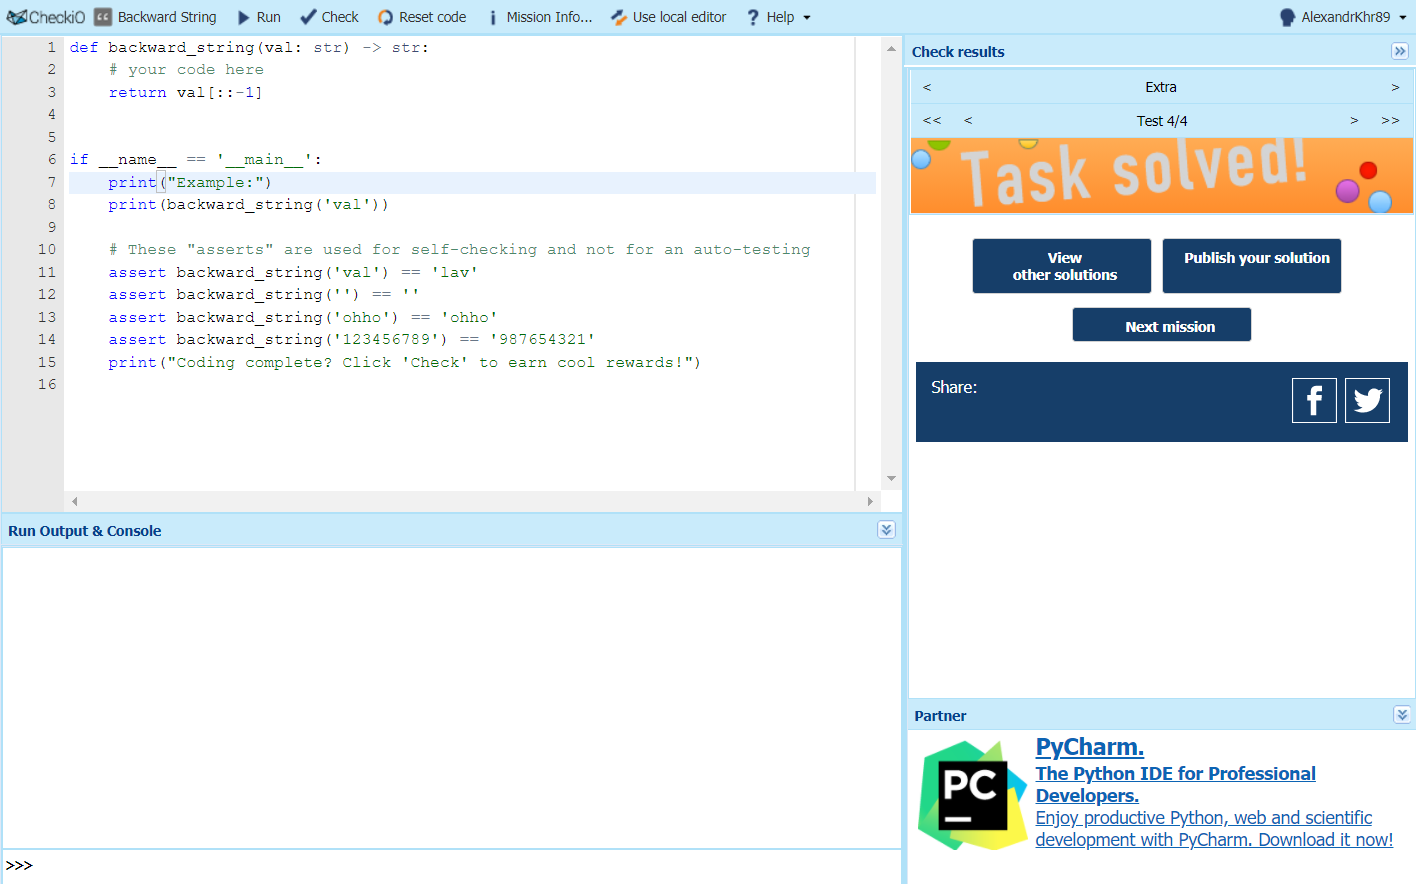 CheckiO Backward String Run Check Reset code Mission Info... Use local editor Help AlexandrKhr89
1 def backward_string(val: str) -> str:
2 # your code here
3 return val[::-1]
4
5
6 if __name__ == '__main__':
7 print("Example:")
8 print(backward_string('val'))
9
10 # These "asserts" are used for self-checking and not for an auto-testing
11 assert backward_string('val') == 'lav'
12 assert backward_string('') == ''
13 assert backward_string('ohho') == 'ohho'
14 assert backward_string('123456789') == '987654321'
15 print("Coding complete? Click 'Check' to earn cool rewards!")
16
Run Output & Console
>>>
Check results
< Extra >
<< < Test 4/4 > >>
Task solved!
View
other solutions
Publish your solution
Next mission
Share:
Partner
PC
PyCharm.
The Python IDE for Professional
Developers.
Enjoy productive Python, web and scientific
development with PyCharm. Download it now!